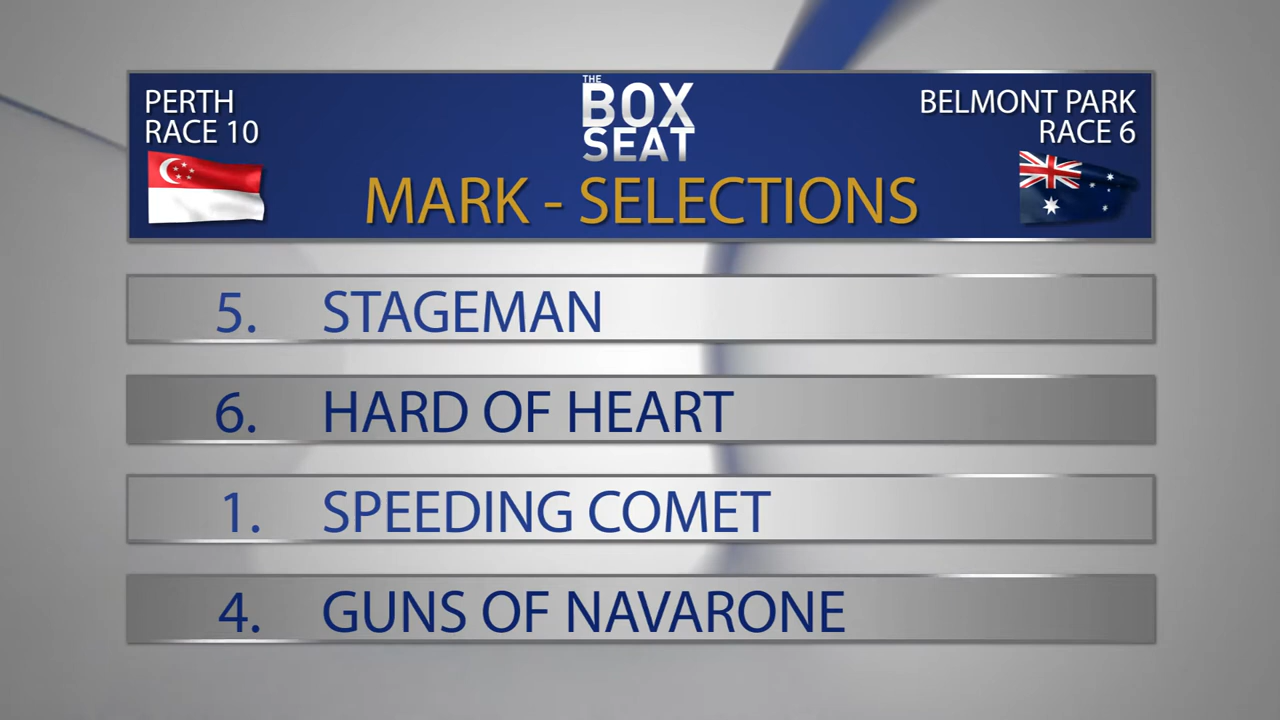 PERTH
RACE 10
THE
BOX
SEAT
BELMONT PARK
RACE 6
MARK - SELECTIONS
5. STAGEMAN
6. HARD OF HEART
1. SPEEDING COMET
4. GUNS OF NAVARONE